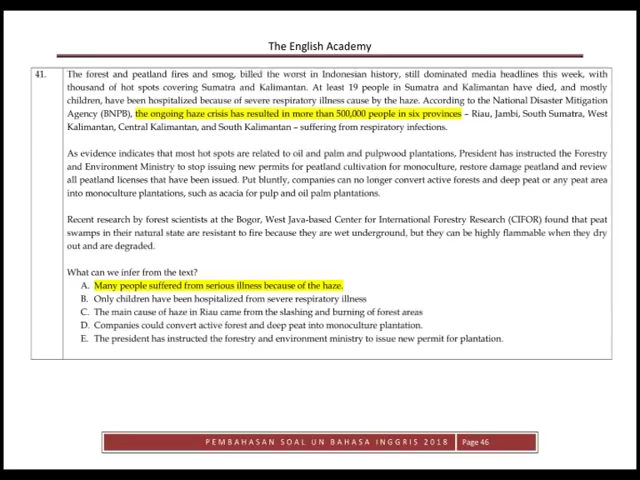 The English Academy
41.
The forest and peatland fires and smog, billed the worst in Indonesian history, still dominated media headlines this week, with
thousand of hot spots covering Sumatra and Kalimantan. At least 19 people in Sumatra and Kalimantan have died, and mostly
children, have been hospitalized because of severe respiratory illness cause by the haze. According to the National Disaster Mitigation
Agency (BNPB), the ongoing haze crisis has resulted in more than 500,000 people in six provinces – Riau, Jambi, South Sumatra, West
Kalimantan, Central Kalimantan, and South Kalimantan – suffering from respiratory infections.
As evidence indicates that most hot spots are related to oil and palm and pulpwood plantations, President has instructed the Forestry
and Environment Ministry to stop issuing new permits for peatland cultivation for monoculture, restore damage peatland and review
all peatland licenses that have been issued. Put bluntly, companies can no longer convert active forests and deep peat or any peat area
into monoculture plantations, such as acacia for pulp and oil palm plantations.
Recent research by forest scientists at the Bogor, West Java-based Center for International Forestry Research (CIFOR) found that peat
swamps in their natural state are resistant to fire because they are wet underground, but they can be highly flammable when they dry
out and are degraded.
What can we infer from the text?
A. Many people suffered from serious illness because of the haze.
B. Only children have been hospitalized from severe respiratory illness
C. The main cause of haze in Riau came from the slashing and burning of forest areas
D. Companies could convert active forest and deep peat into monoculture plantation.
E. The president has instructed the forestry and environment ministry to issue new permit for plantation.
PEMBAHASAN SOAL UN BAHASA INGGRIS 2018 Page 46